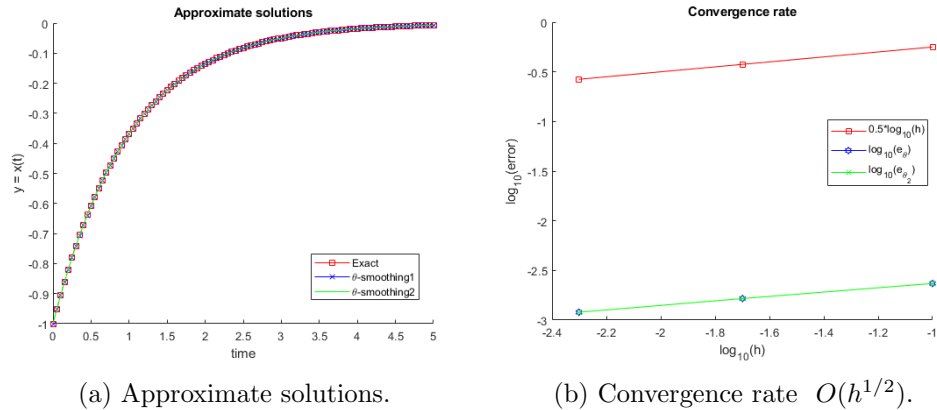 Approximate solutions
0
-0.1
-0.2
-0.3
-0.4
-0.5
-0.6
-0.7
-0.8
-0.9
-1
y = x(t)
Exact
θ-smoothing1
θ-smoothing2
0 0.5 1 1.5 2 2.5 3 3.5 4 4.5 5
time
(a) Approximate solutions.
Convergence rate
0
-0.5
-1
-1.5
-2
-2.5
-3
log₁₀(error)
0.5*log₁₀(h)
log₁₀(e_θ)
log₁₀(e_θ₂)
-2.4 -2.2 -2 -1.8 -1.6 -1.4 -1.2 -1
log₁₀(h)
(b) Convergence rate O(h^{1/2}).